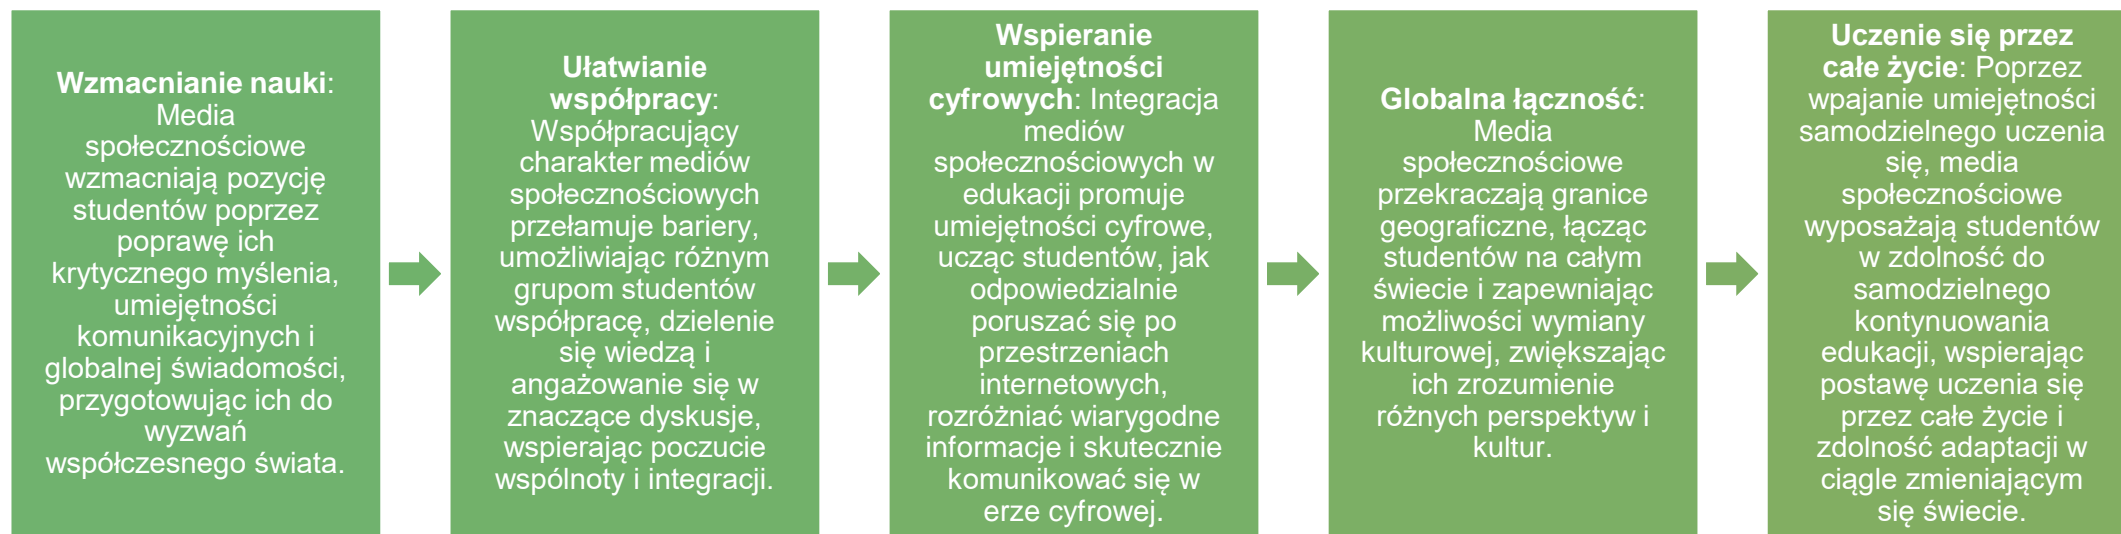 Wzmacnianie nauki:
Media
społecznościowe
wzmacniają pozycję
studentów poprzez
poprawę ich
krytycznego myślenia,
umiejętności
komunikacyjnych i
globalnej świadomości,
przygotowując ich do
wyzwań
współczesnego świata.
Ułatwianie
współpracy:
Współpracujący
charakter mediów
społecznościowych
przełamuje bariery,
umożliwiając różnym
grupom studentów
współpracę, dzielenie
się wiedzą i
angażowanie się w
znaczące dyskusje,
wspierając poczucie
wspólnoty i integracji.
Wspieranie
umiejętności
cyfrowych: Integracja
mediów
społecznościowych w
edukacji promuje
umiejętności cyfrowe,
ucząc studentów, jak
odpowiedzialnie
poruszać się po
przestrzeniach
internetowych,
rozróżniać wiarygodne
informacje i skutecznie
komunikować się w
erze cyfrowej.
Globalna łączność:
Media
społecznościowe
przekraczają granice
geograficzne, łącząc
studentów na całym
świecie i zapewniając
możliwości wymiany
kulturowej, zwiększając
ich zrozumienie
różnych perspektyw i
kultur.
Uczenie się przez
całe życie: Poprzez
wpajanie umiejętności
samodzielnego uczenia
się, media
społecznościowe
wyposażają studentów
w zdolność do
samodzielnego
kontynuowania
edukacji, wspierając
postawę uczenia się
przez całe życie i
zdolność adaptacji w
ciągle zmieniającym
się świecie.